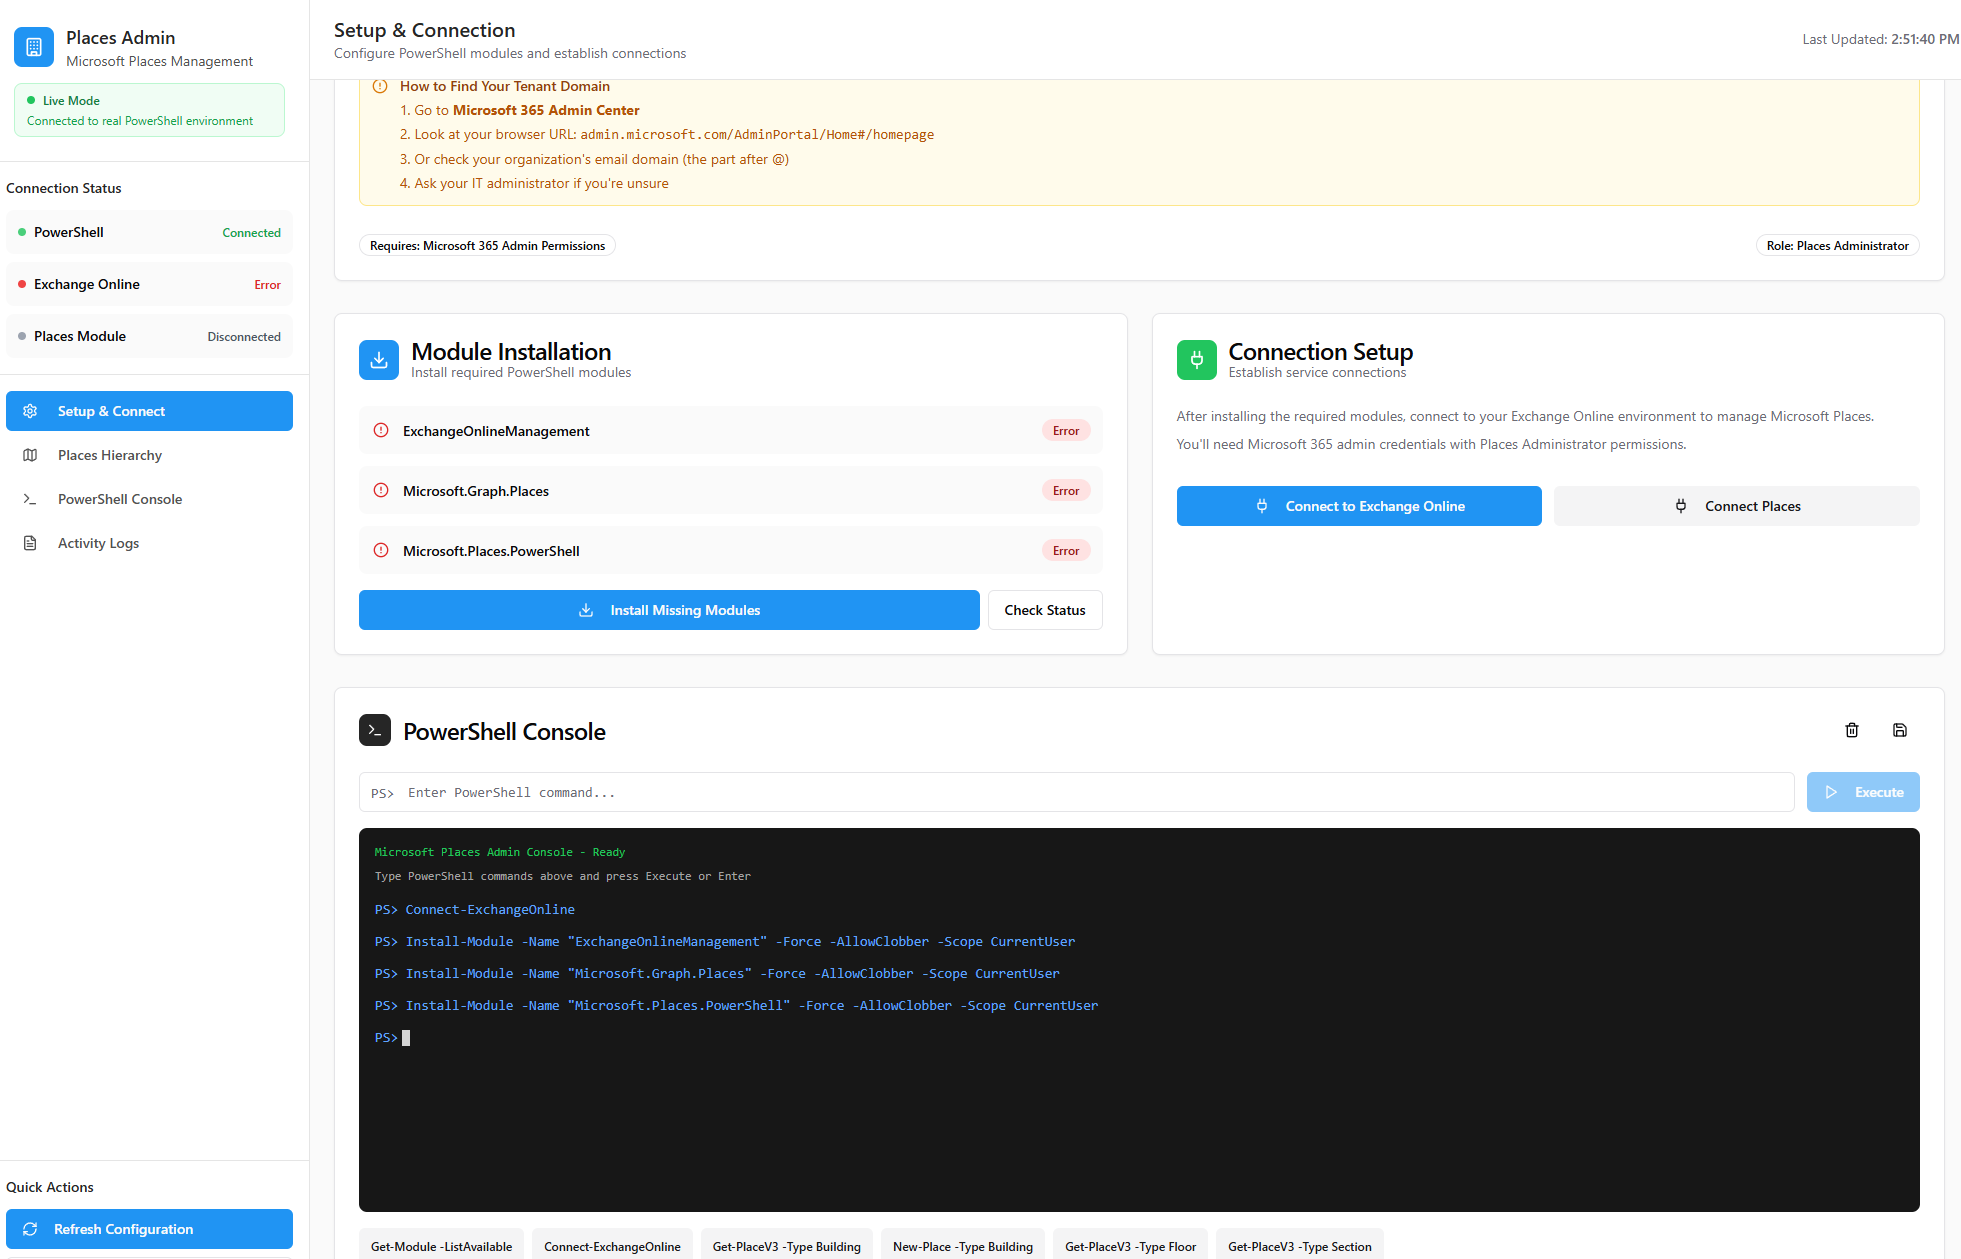 Places Admin
Microsoft Places Management
Live Mode
Connected to real PowerShell environment
Connection Status
PowerShell Connected
Exchange Online Error
Places Module Disconnected
Setup & Connect
Places Hierarchy
PowerShell Console
Activity Logs
Quick Actions
Refresh Configuration
Setup & Connection
Configure PowerShell modules and establish connections
Last Updated: 2:51:40 PM
How to Find Your Tenant Domain
1. Go to Microsoft 365 Admin Center
2. Look at your browser URL: admin.microsoft.com/AdminPortal/Home#/homepage
3. Or check your organization's email domain (the part after @)
4. Ask your IT administrator if you're unsure
Requires: Microsoft 365 Admin Permissions
Role: Places Administrator
Module Installation
Install required PowerShell modules
ExchangeOnlineManagement Error
Microsoft.Graph.Places Error
Microsoft.Places.PowerShell Error
Install Missing Modules
Check Status
Connection Setup
Establish service connections
After installing the required modules, connect to your Exchange Online environment to manage Microsoft Places.
You'll need Microsoft 365 admin credentials with Places Administrator permissions.
Connect to Exchange Online
Connect Places
PowerShell Console
PS> Enter PowerShell command...
Execute
Microsoft Places Admin Console - Ready
Type PowerShell commands above and press Execute or Enter
PS> Connect-ExchangeOnline
PS> Install-Module -Name "ExchangeOnlineManagement" -Force -AllowClobber -Scope CurrentUser
PS> Install-Module -Name "Microsoft.Graph.Places" -Force -AllowClobber -Scope CurrentUser
PS> Install-Module -Name "Microsoft.Places.PowerShell" -Force -AllowClobber -Scope CurrentUser
PS>
Get-Module -ListAvailable
Connect-ExchangeOnline
Get-PlaceV3 -Type Building
New-Place -Type Building
Get-PlaceV3 -Type Floor
Get-PlaceV3 -Type Section